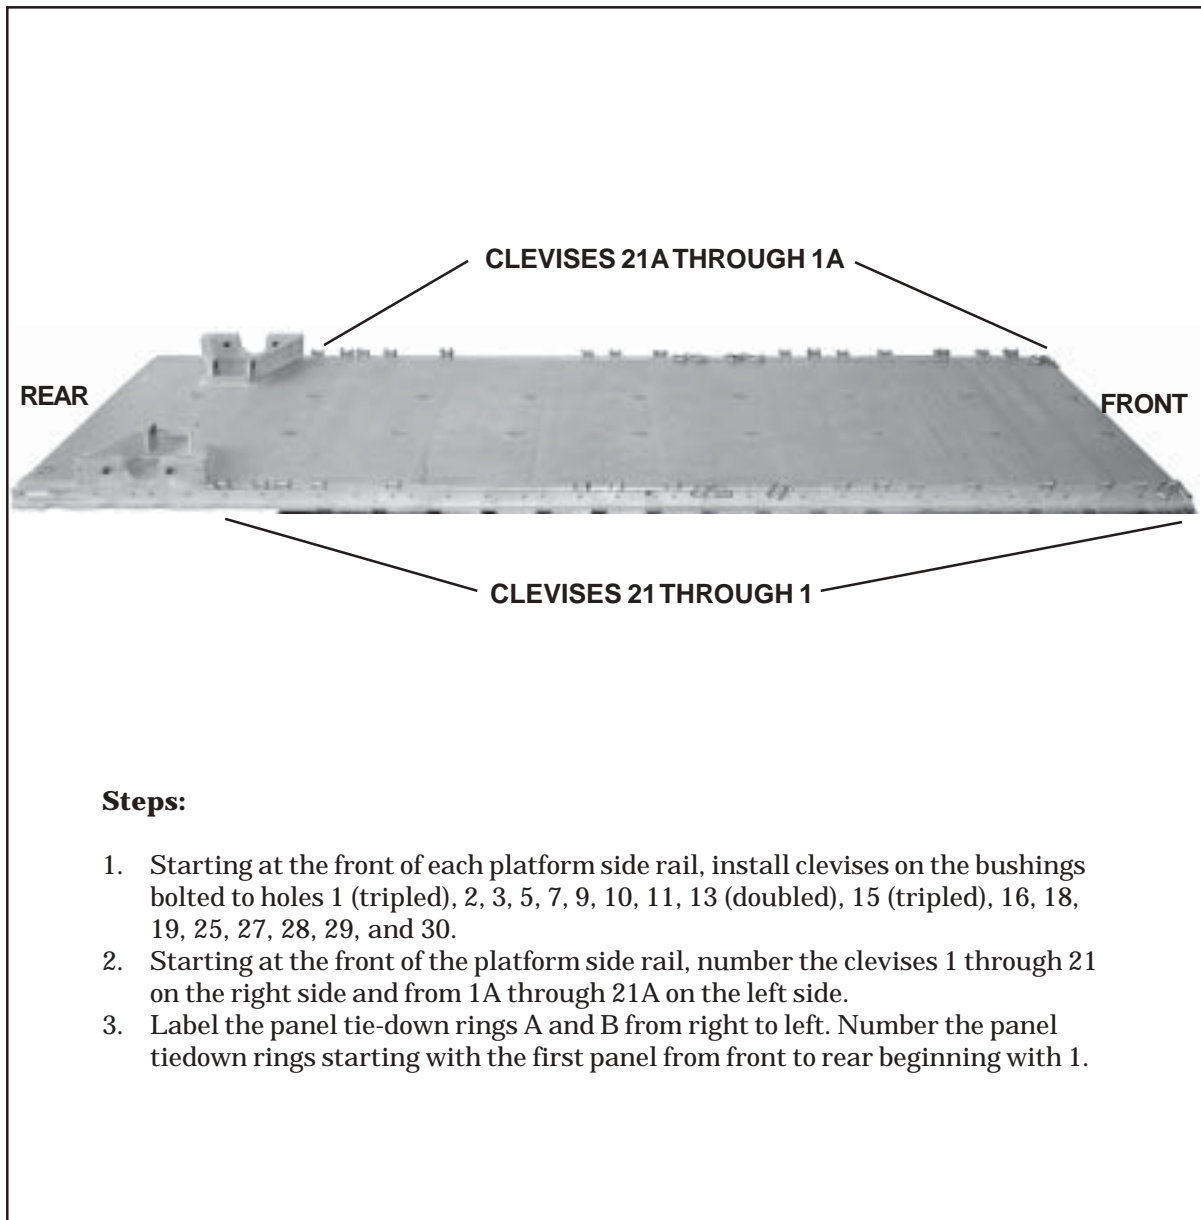 CLEVISES 21A THROUGH 1A
REAR
FRONT
CLEVISES 21 THROUGH 1
Steps:
1. Starting at the front of each platform side rail, install clevises on the bushings
bolted to holes 1 (tripled), 2, 3, 5, 7, 9, 10, 11, 13 (doubled), 15 (tripled), 16, 18,
19, 25, 27, 28, 29, and 30.
2. Starting at the front of the platform side rail, number the clevises 1 through 21
on the right side and from 1A through 21A on the left side.
3. Label the panel tie-down rings A and B from right to left. Number the panel
tiedown rings starting with the first panel from front to rear beginning with 1.